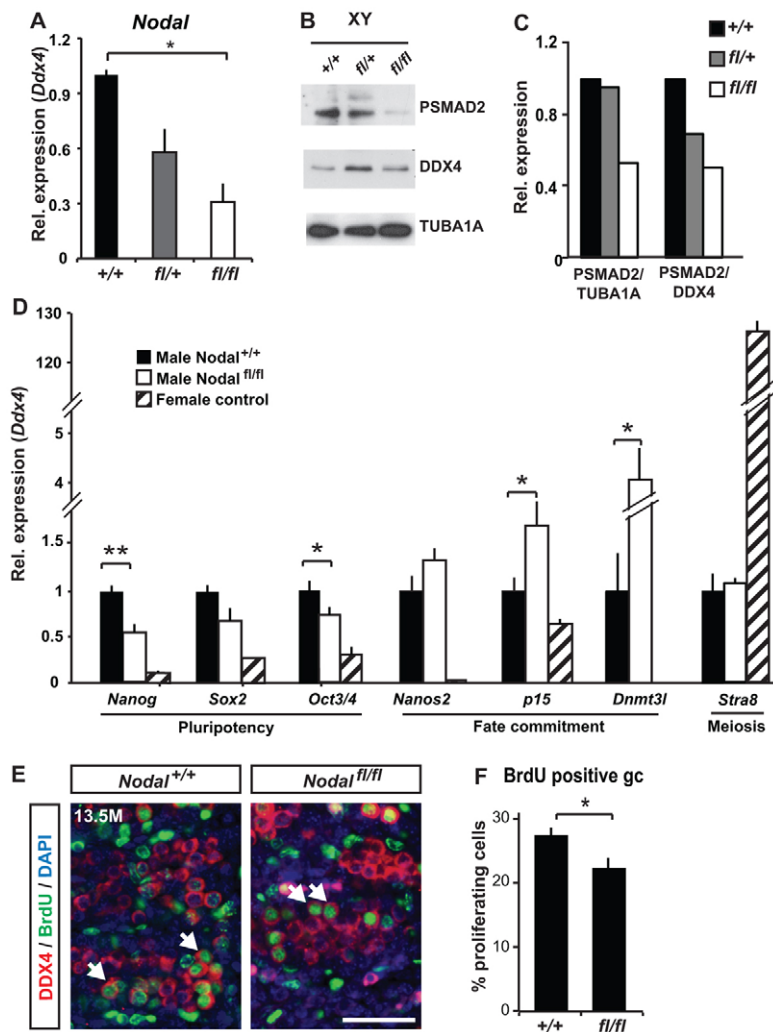 A
Nodal
*
Rel. expression (Ddx4)
1.2
0.9
0.6
0.3
0
+/+
fl/+
fl/fl
B
XY
+/+
fl/+
fl/fl
PSMAD2
DDX4
TUBA1A
C
+/+
fl/+
fl/fl
Rel. expression
1.2
0.8
0.4
0
PSMAD2/
TUBA1A
PSMAD2/
DDX4
D
Rel. expression (Ddx4)
130
120
5
4
1.5
1
0.5
0
Male Nodal+/+
Male Nodal fl/fl
Female control
**
*
*
*
Nanog
Sox2
Oct3/4
Nanos2
p15
Dnmt3l
Stra8
Pluripotency
Fate commitment
Meiosis
E
Nodal+/+
Nodal fl/fl
DDX4 / BrdU / DAPI
13.5M
F
BrdU positive gc
*
% proliferating cells
30
20
10
0
+/+
fl/fl